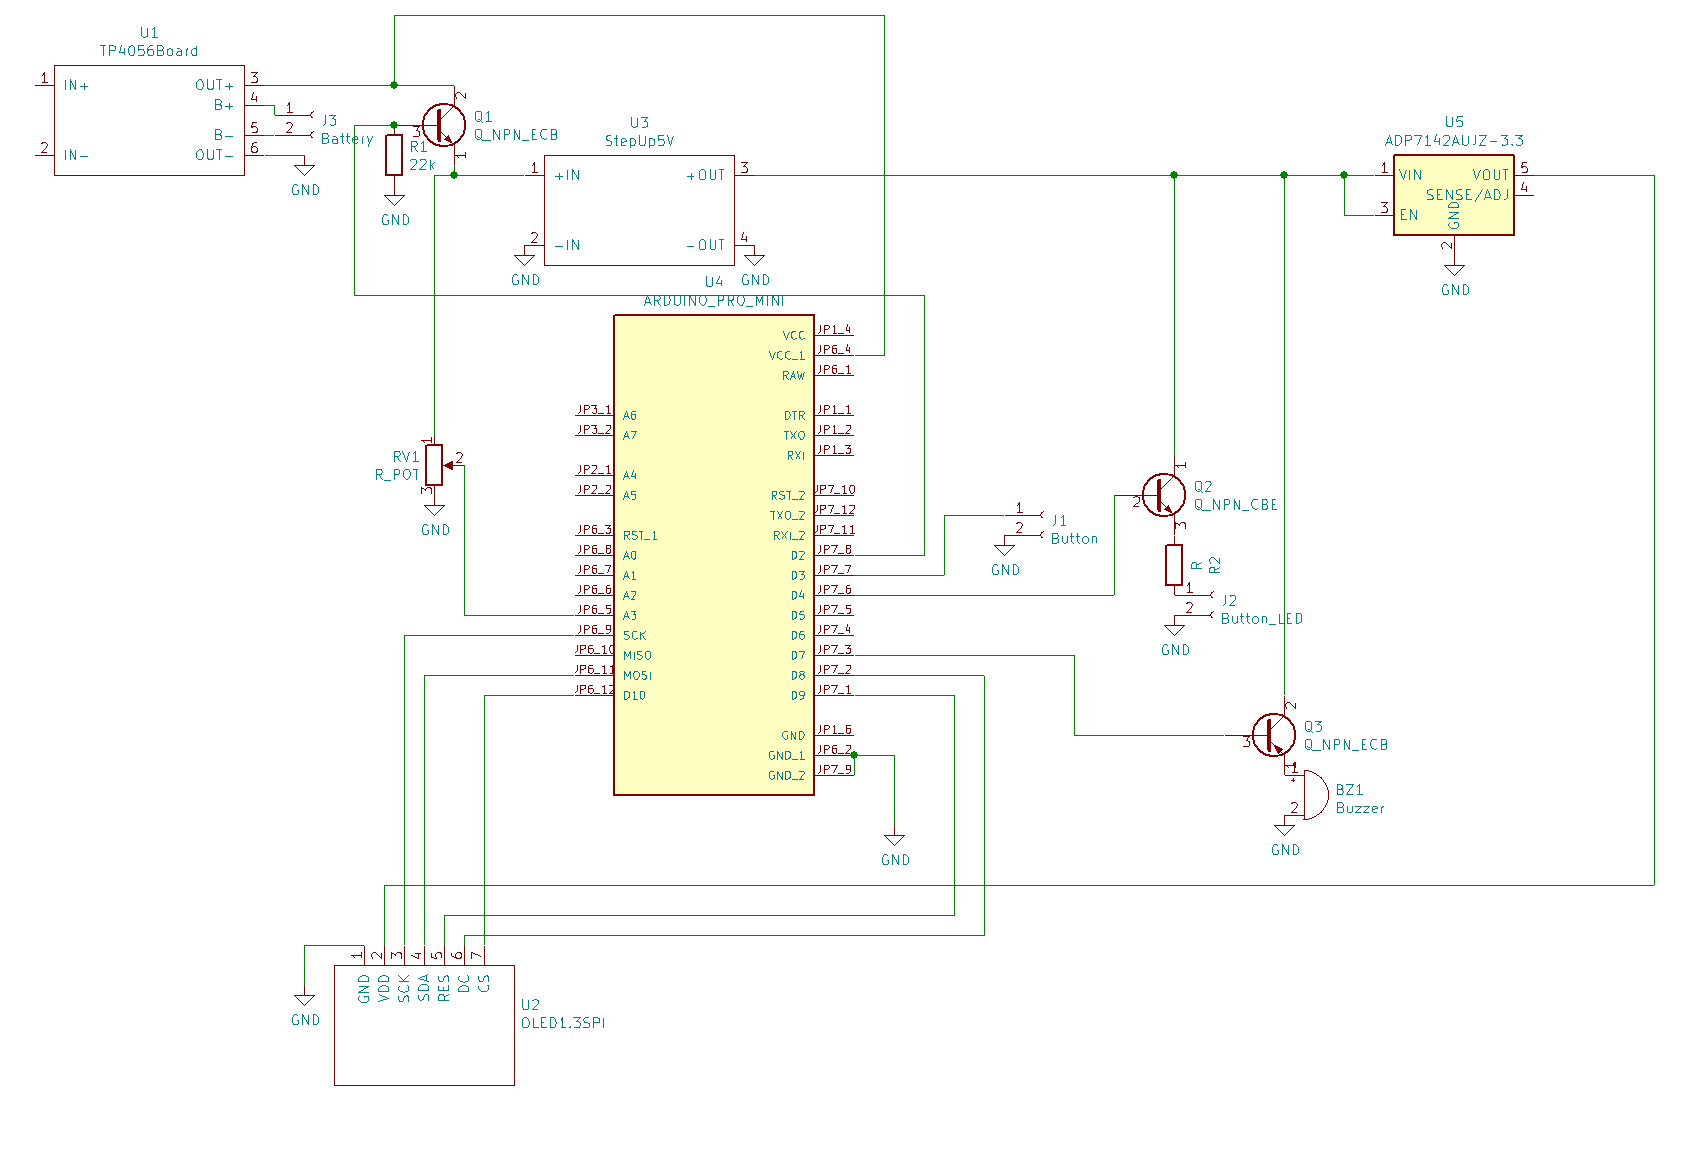 U1
TP4056Board
1 IN+ OUT+ 3
B+ 4
B- 5
2 IN- OUT- 6
1
2
J3
Battery
GND
2
3
1
Q1
Q_NPN_ECB
R1
22k
GND
U3
StepUp5V
1 +IN +OUT 3
2 -IN -OUT 4
GND
GND
U5
ADP7142AUJZ-3.3
1 VIN VOUT 5
SENSE/ADJ 4
3 EN
GND
2
GND
U4
ARDUINO_PRO_MINI
VCC JP1_4
VCC_1 JP6_4
RAW JP6_1
JP3_1 A6 DTR JP1_1
JP3_2 A7 TXO JP1_2
RXI JP1_3
JP2_1 A4
JP2_2 A5 RST_2 JP7_10
TXO_2 JP7_12
JP6_3 RST_1 RXI_2 JP7_11
JP6_8 A0 D2 JP7_8
JP6_7 A1 D3 JP7_7
JP6_6 A2 D4 JP7_6
JP6_5 A3 D5 JP7_5
JP6_9 SCK D6 JP7_4
JP6_10 MISO D7 JP7_3
JP6_11 MOSI D8 JP7_2
JP6_12 D10 D9 JP7_1
GND JP1_6
GND_1 JP6_2
GND_2 JP7_9
GND
RV1
R_POT
1
2
3
GND
1
2
J1
Button
GND
1
2
3
Q2
Q_NPN_CBE
R
R2
1
2
J2
Button_LED
GND
2
3
1
Q3
Q_NPN_ECB
1
+
2
BZ1
Buzzer
GND
1 2 3 4 5 6 7
GND VDD SCK SDA RES DC CS
GND
U2
OLED1.3SPI